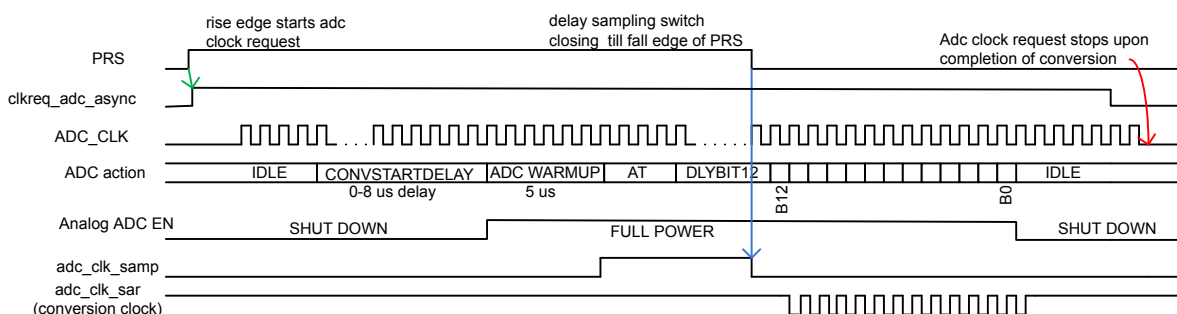 rise edge starts adc
clock request
delay sampling switch
closing till fall edge of PRS
Adc clock request stops upon
completion of conversion
PRS
clkreq_adc_async
ADC_CLK
ADC action
IDLE
CONVSTARTDELAY
ADC WARMUP
AT
DLYBIT12
IDLE
0-8 us delay
5 us
B12
B0
Analog ADC EN
SHUT DOWN
FULL POWER
SHUT DOWN
adc_clk_samp
adc_clk_sar
(conversion clock)